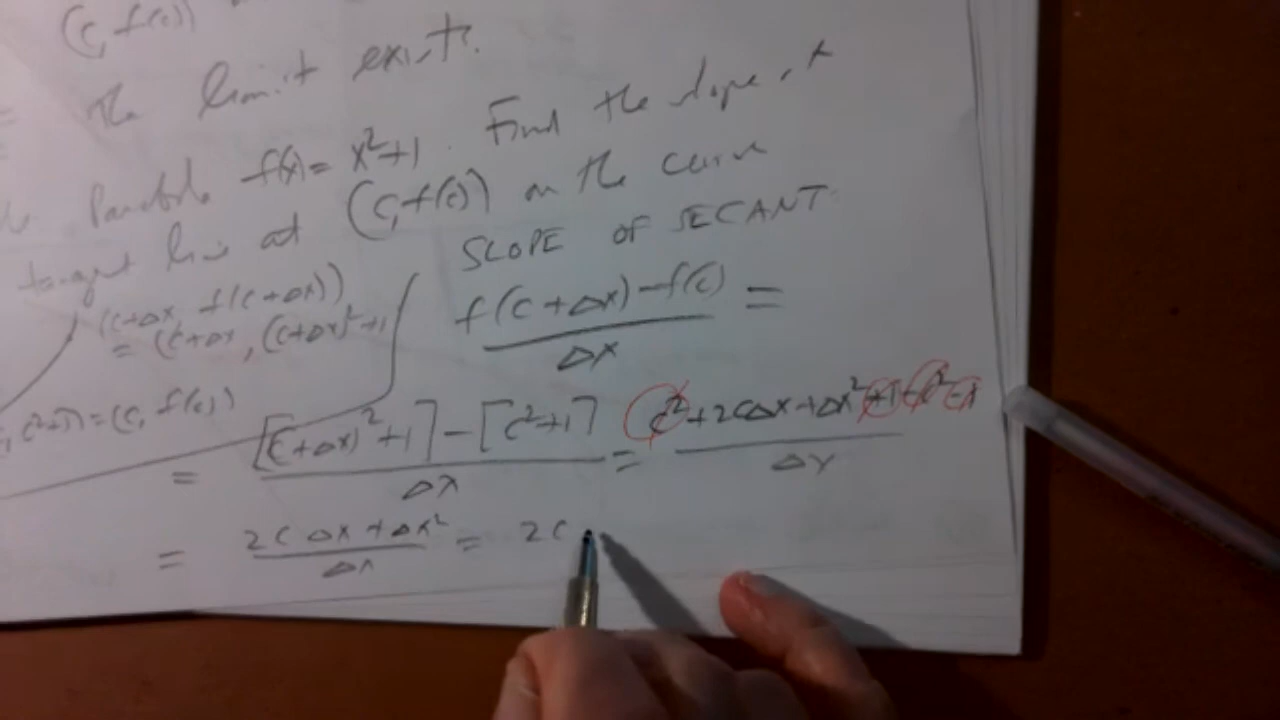 (c, f(c))
the limit exists.
Parabola f(x) = x²+1. Find the slope of
tangent line at (c, f(c)) on the curve
SLOPE OF SECANT
(c+Δx, f(c+Δx))
= (c+Δx, (c+Δx)²+1
f(c+Δx)-f(c) / Δx =
, c²+1) = (c, f(c))
= [(c+Δx)²+1] - [c²+1] / Δx = c²+2cΔx+Δx²+1-c²-1 / Δx
= 2cΔx+Δx² / Δx = 2c